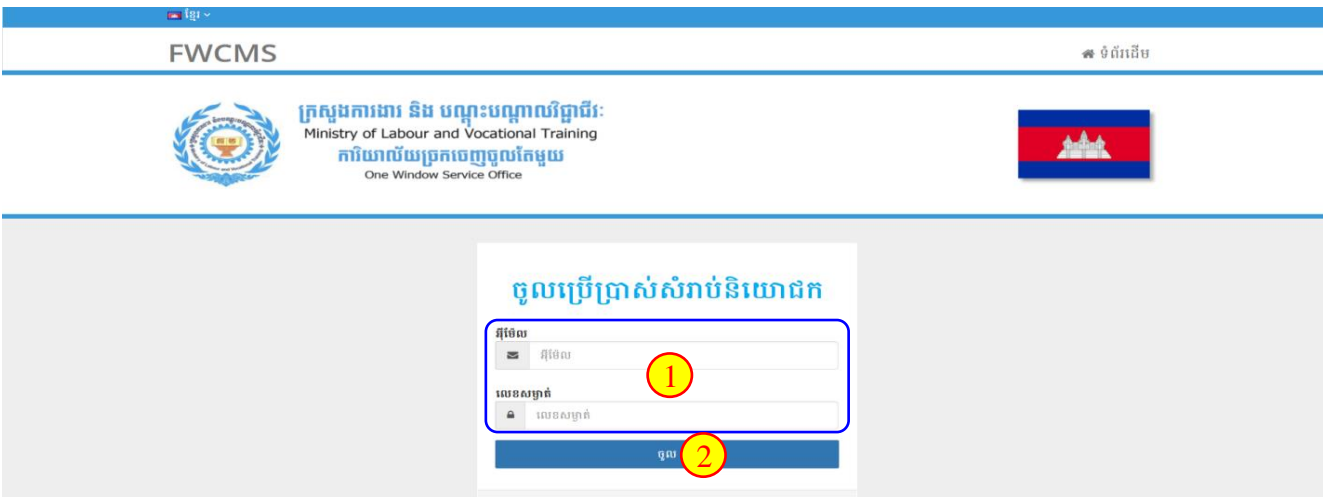 ខ្មែរ
FWCMS
ទំព័រដើម
ក្រសួងការងារ និង បណ្តុះបណ្តាលវិជ្ជាជីវៈ
Ministry of Labour and Vocational Training
ការិយាល័យច្រកចេញចូលតែមួយ
One Window Service Office
ចូលប្រើប្រាស់សំរាប់និយោជក
អ៊ីម៉ែល
អ៊ីម៉ែល
1
លេខសម្ងាត់
លេខសម្ងាត់
ចូល 2